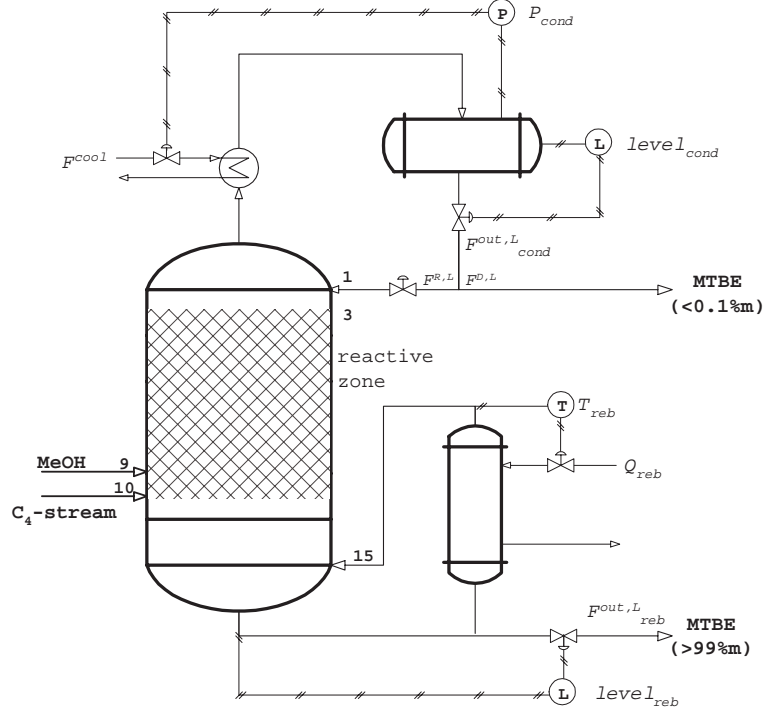 P P_cond
F^cool
L level_cond
F^out,L_cond
1 F^R,L F^D,L
MTBE
(<0.1%m)
3
reactive
zone
T T_reb
MeOH 9
Q_reb
10
C₄-stream
15
F^out,L_reb
MTBE
(>99%m)
L level_reb